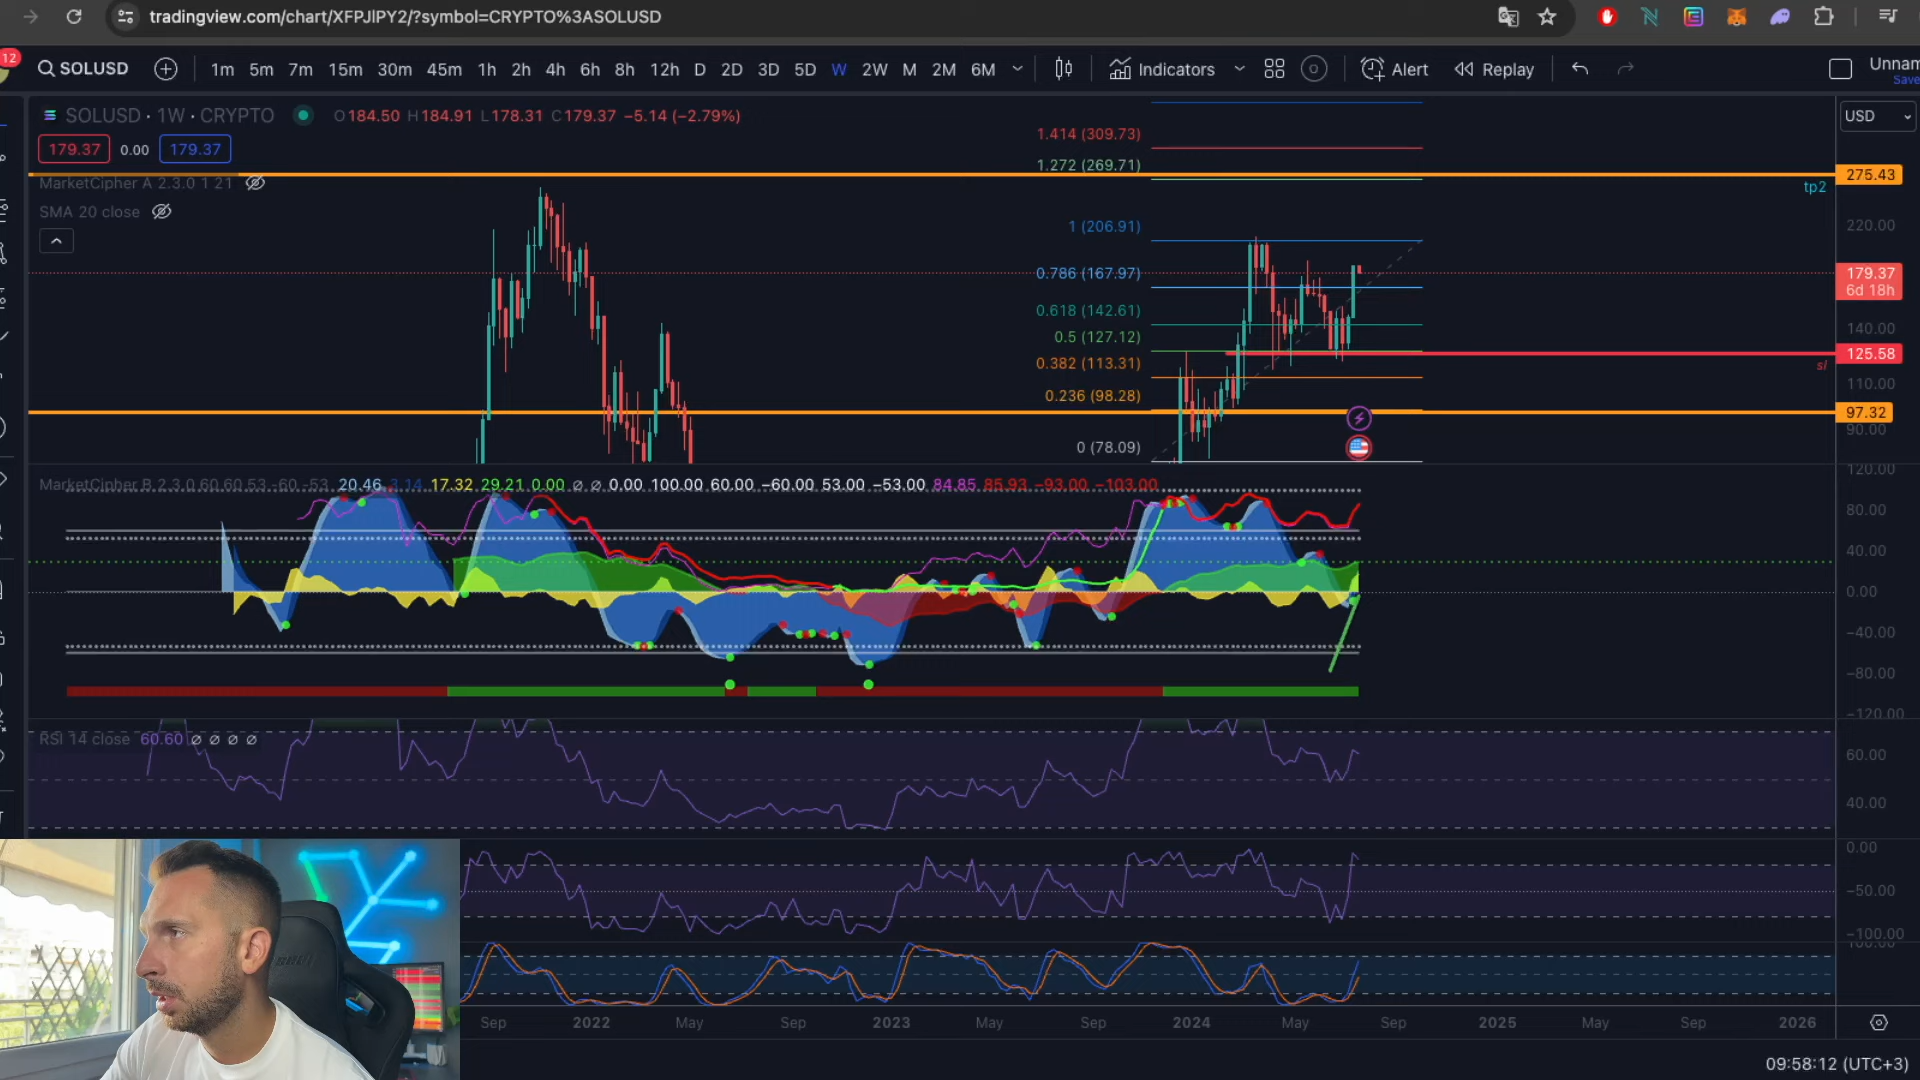 tradingview.com/chart/XFPJlPY2/?symbol=CRYPTO%3ASOLUSD
12
SOLUSD 1m 5m 7m 15m 30m 45m 1h 2h 4h 6h 8h 12h D 2D 3D 5D W 2W M 2M 6M Indicators Alert Replay Unnam
Save
SOLUSD · 1W · CRYPTO O184.50 H184.91 L178.31 C179.37 −5.14 (−2.79%)
USD
179.37 0.00 179.37
MarketCipher A 2.3.0 1 21
SMA 20 close
1.414 (309.73)
1.272 (269.71)
1 (206.91)
0.786 (167.97)
0.618 (142.61)
0.5 (127.12)
0.382 (113.31)
0.236 (98.28)
0 (78.09)
275.43
tp2
220.00
179.37
6d 18h
140.00
125.58
sl
110.00
97.32
90.00
MarketCipher B 2.3.0 60 60 53 −60 −53 20.46 3.14 17.32 29.21 0.00 ∅ ∅ 0.00 100.00 60.00 −60.00 53.00 −53.00 84.85 85.93 −93.00 −103.00
120.00
80.00
40.00
0.00
−40.00
−80.00
−120.00
RSI 14 close 60.60 ∅ ∅ ∅ ∅
60.00
40.00
0.00
−50.00
−100.00
100.00
Sep 2022 May Sep 2023 May Sep 2024 May Sep 2025 May Sep 2026
09:58:12 (UTC+3)